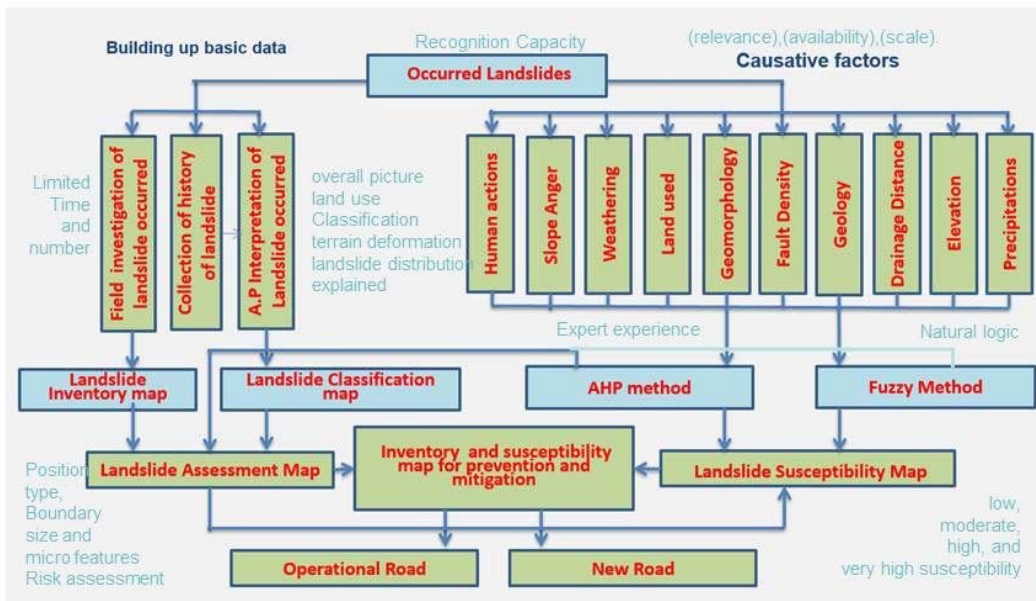 Building up basic data
Recognition Capacity
(relevance),(availability),(scale).
Causative factors
Occurred Landslides
Limited
Time
and
number
Field investigation of
landslide occurred
Collection of history
of landslide
A.P Interpretation of
Landslide occurred
overall picture
land use
Classification
terrain deformation
landslide distribution
explained
Human actions
Slope Anger
Weathering
Land used
Geomorphology
Fault Density
Geology
Drainage Distance
Elevation
Precipitations
Expert experience
Natural logic
Landslide
Inventory map
Landslide Classification
map
AHP method
Fuzzy Method
Position
type,
Boundary
size and
micro features
Risk assessment
Landslide Assessment Map
Inventory and susceptibility
map for prevention and
mitigation
Landslide Susceptibility Map
low,
moderate,
high, and
very high susceptibility
Operational Road
New Road